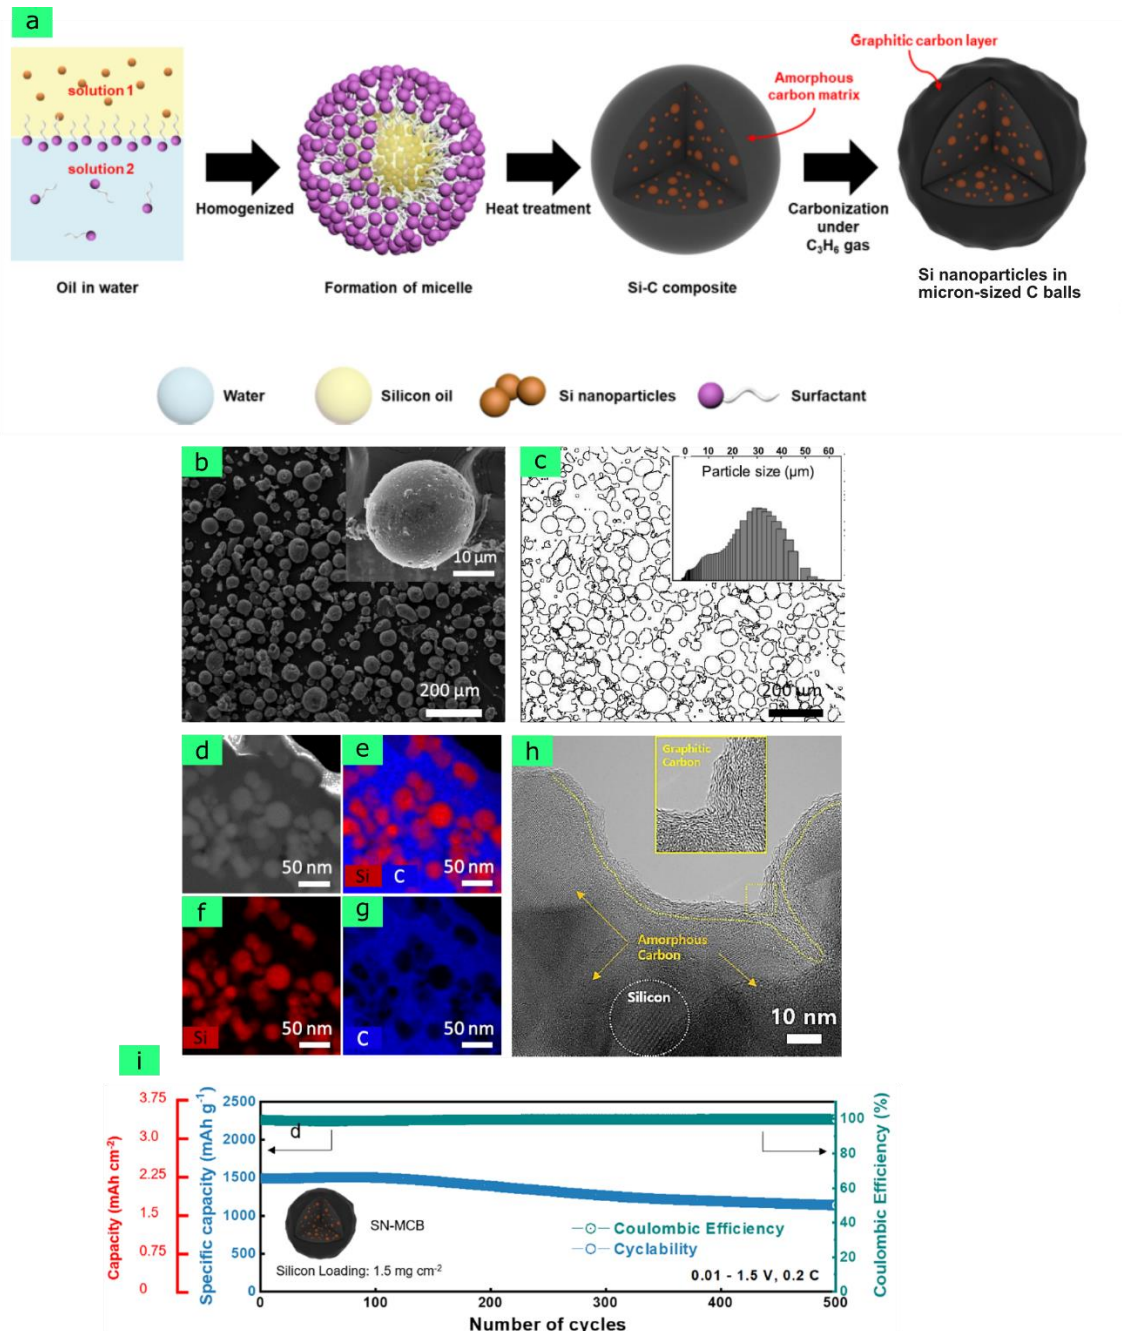 a
solution 1
solution 2
Oil in water
Homogenized
Formation of micelle
Heat treatment
Amorphous
carbon matrix
Si-C composite
Carbonization
under
C₃H₆ gas
Graphitic carbon layer
Si nanoparticles in
micron-sized C balls
Water
Silicon oil
Si nanoparticles
Surfactant
b
10 µm
200 µm
c
0 10 20 30 40 50 60
Particle size (µm)
200 µm
d
50 nm
e
Si C
50 nm
f
Si
50 nm
g
C
50 nm
h
Graphitic
Carbon
Amorphous
Carbon
Silicon
10 nm
i
Capacity (mAh cm⁻²)
3.75
3.0
2.25
1.5
0.75
0
Specific capacity (mAh g⁻¹)
2500
2000
1500
1000
500
0
d
SN-MCB
Silicon Loading: 1.5 mg cm⁻²
Coulombic Efficiency
Cyclability
0.01 - 1.5 V, 0.2 C
100
80
60
40
20
0
Coulombic Efficiency (%)
0 100 200 300 400 500
Number of cycles